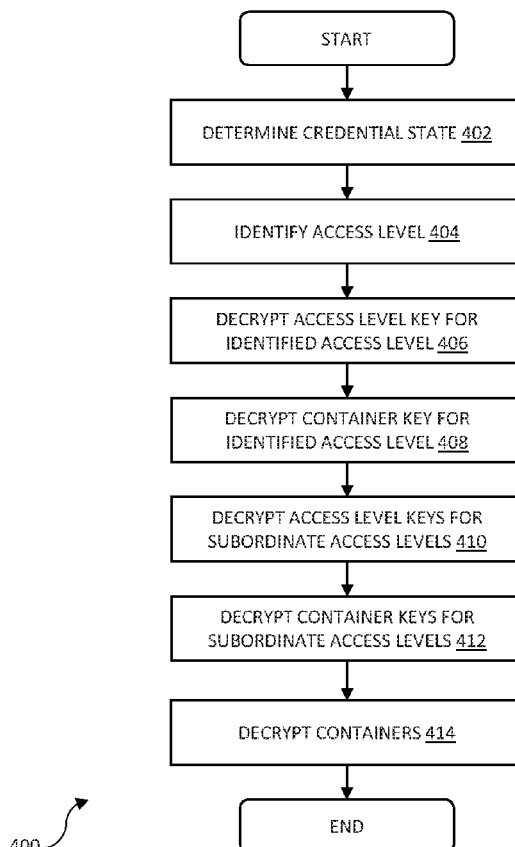 START
DETERMINE CREDENTIAL STATE 402
IDENTIFY ACCESS LEVEL 404
DECRYPT ACCESS LEVEL KEY FOR
IDENTIFIED ACCESS LEVEL 406
DECRYPT CONTAINER KEY FOR
IDENTIFIED ACCESS LEVEL 408
DECRYPT ACCESS LEVEL KEYS FOR
SUBORDINATE ACCESS LEVELS 410
DECRYPT CONTAINER KEYS FOR
SUBORDINATE ACCESS LEVELS 412
DECRYPT CONTAINERS 414
END
400